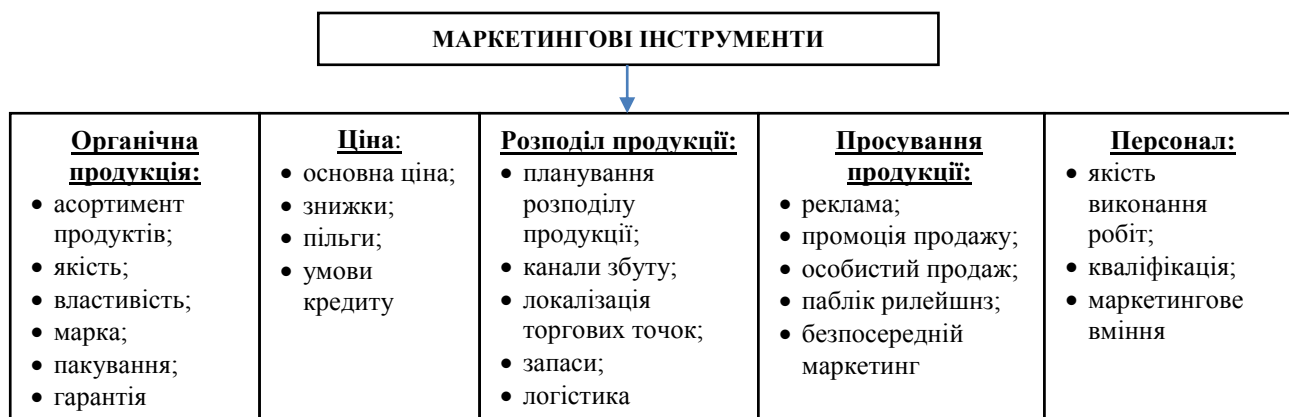 МАРКЕТИНГОВІ ІНСТРУМЕНТИ
Органічна
продукція:
• асортимент
продуктів;
• якість;
• властивість;
• марка;
• пакування;
• гарантія
Ціна:
• основна ціна;
• знижки;
• пільги;
• умови
кредиту
Розподіл продукції:
• планування
розподілу
продукції;
• канали збуту;
• локалізація
торгових точок;
• запаси;
• логістика
Просування
продукції:
• реклама;
• промоція продажу;
• особистий продаж;
• паблік рилейшнз;
• безпосередній
маркетинг
Персонал:
• якість
виконання
робіт;
• кваліфікація;
• маркетингове
вміння